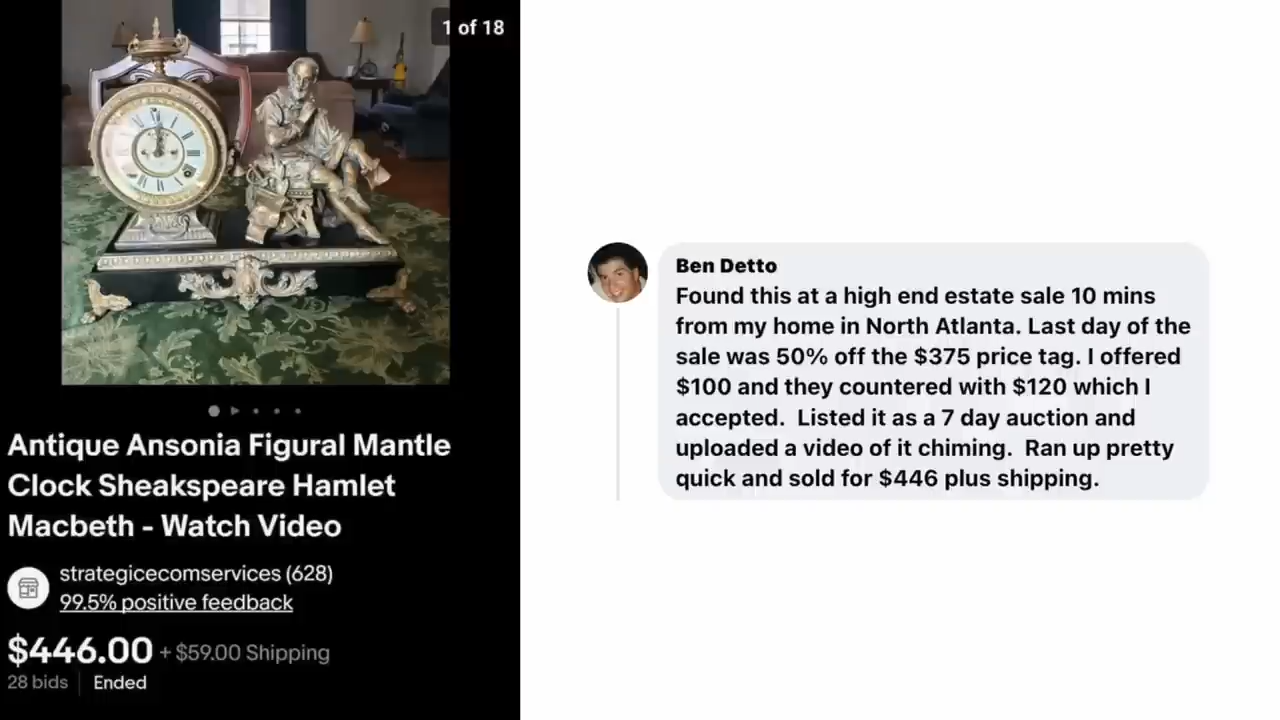 1 of 18
Antique Ansonia Figural Mantle
Clock Sheakspeare Hamlet
Macbeth - Watch Video
strategicecomservices (628)
99.5% positive feedback
$446.00 + $59.00 Shipping
28 bids Ended
Ben Detto
Found this at a high end estate sale 10 mins
from my home in North Atlanta. Last day of the
sale was 50% off the $375 price tag. I offered
$100 and they countered with $120 which I
accepted.  Listed it as a 7 day auction and
uploaded a video of it chiming.  Ran up pretty
quick and sold for $446 plus shipping.